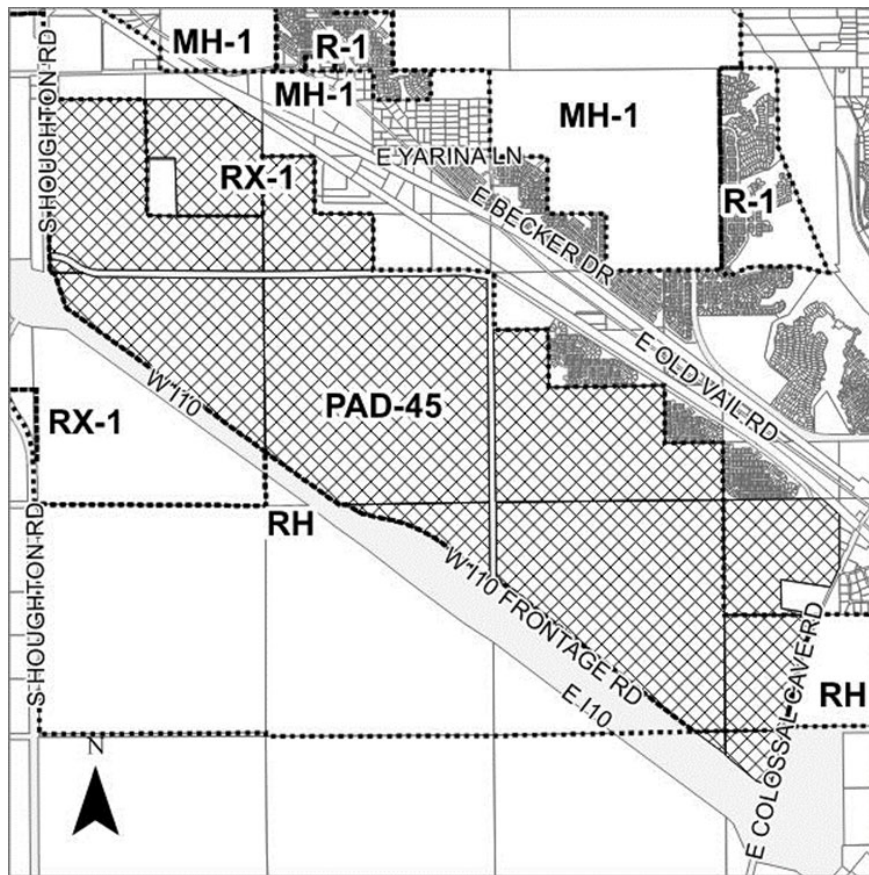 MH-1
R-1
MH-1
MH-1
S HOUGHTON RD
E YARINA LN
RX-1
E BECKER DR
R-1
E OLD VAIL RD
W I10
PAD-45
RX-1
RH
W I10 FRONTAGE RD
S HOUGHTON RD
E I10
E COLOSSAL CAVE RD
RH
N